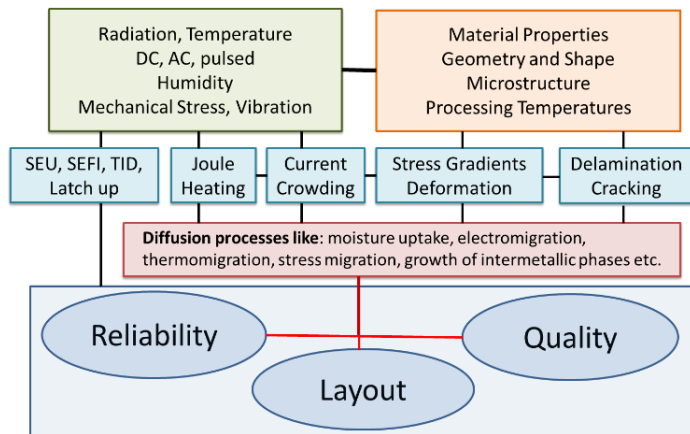 Radiation, Temperature
DC, AC, pulsed
Humidity
Mechanical Stress, Vibration
Material Properties
Geometry and Shape
Microstructure
Processing Temperatures
SEU, SEFI, TID,
Latch up
Joule
Heating
Current
Crowding
Stress Gradients
Deformation
Delamination
Cracking
Diffusion processes like: moisture uptake, electromigration,
thermomigration, stress migration, growth of intermetallic phases etc.
Reliability
Quality
Layout